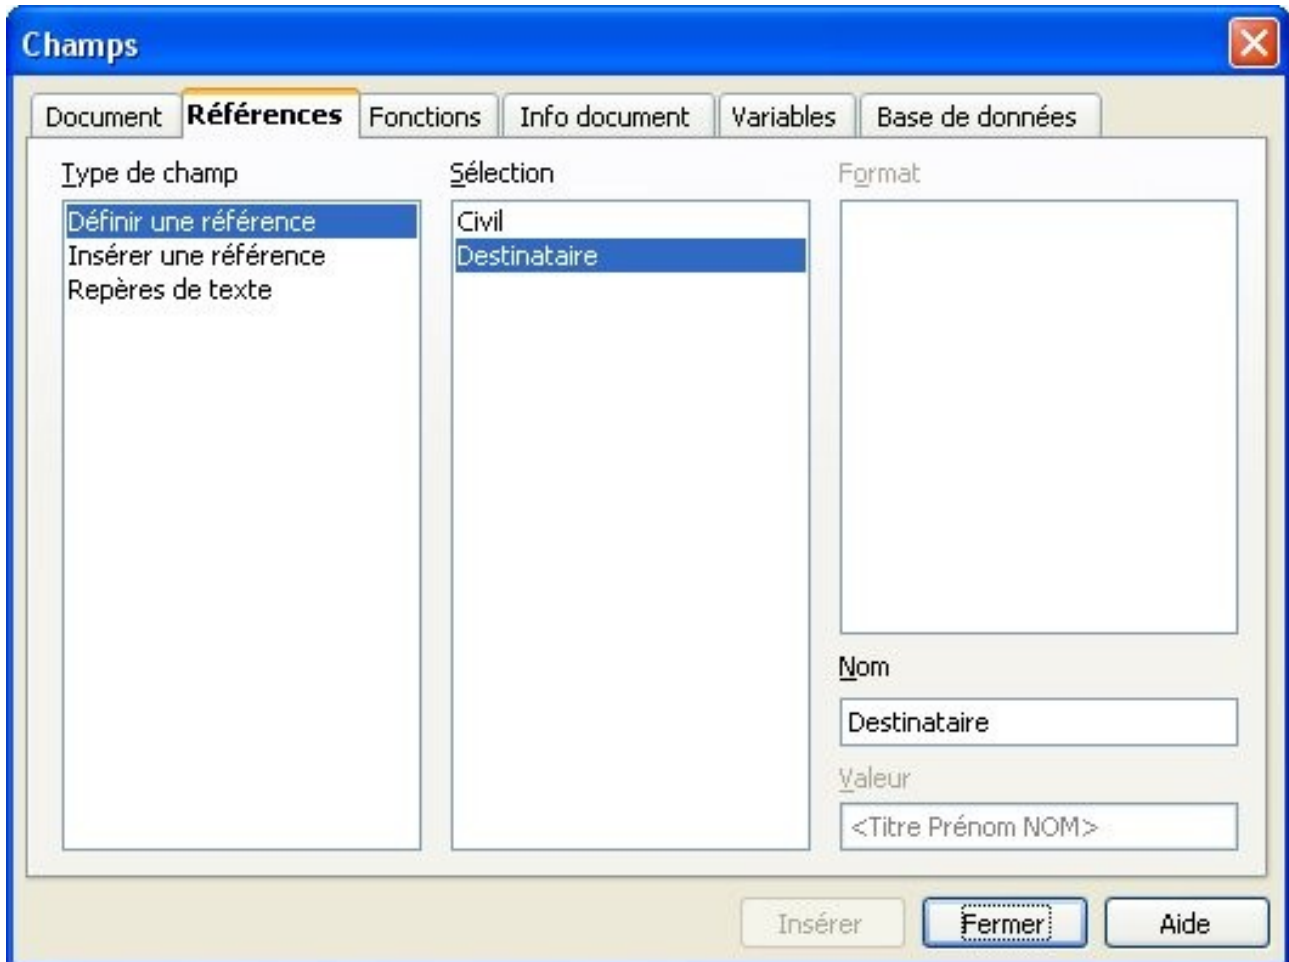 Champs
Document Références Fonctions Info document Variables Base de données
Type de champ
Définir une référence
Insérer une référence
Repères de texte
Sélection
Civil
Destinataire
Format
Nom
Destinataire
Valeur
<Titre Prénom NOM>
Insérer Fermer Aide